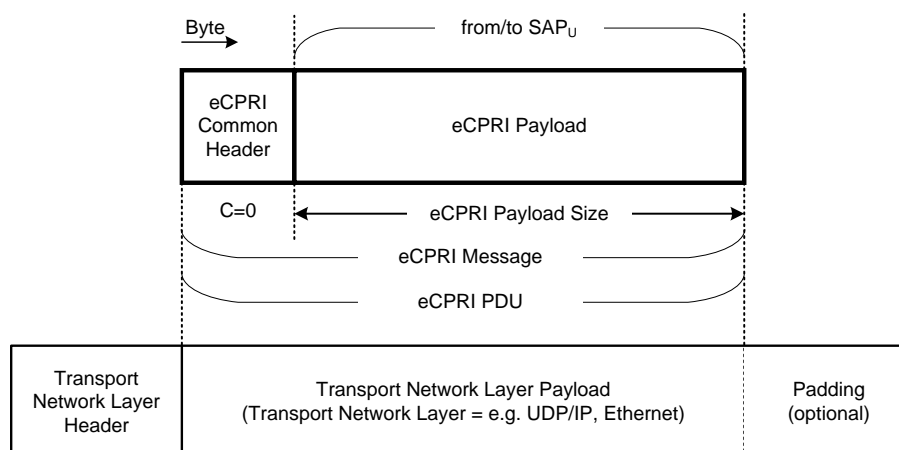 Byte
from/to SAPU
eCPRI
Common
Header
eCPRI Payload
C=0
eCPRI Payload Size
eCPRI Message
eCPRI PDU
Transport
Network Layer
Header
Transport Network Layer Payload
(Transport Network Layer = e.g. UDP/IP, Ethernet)
Padding
(optional)